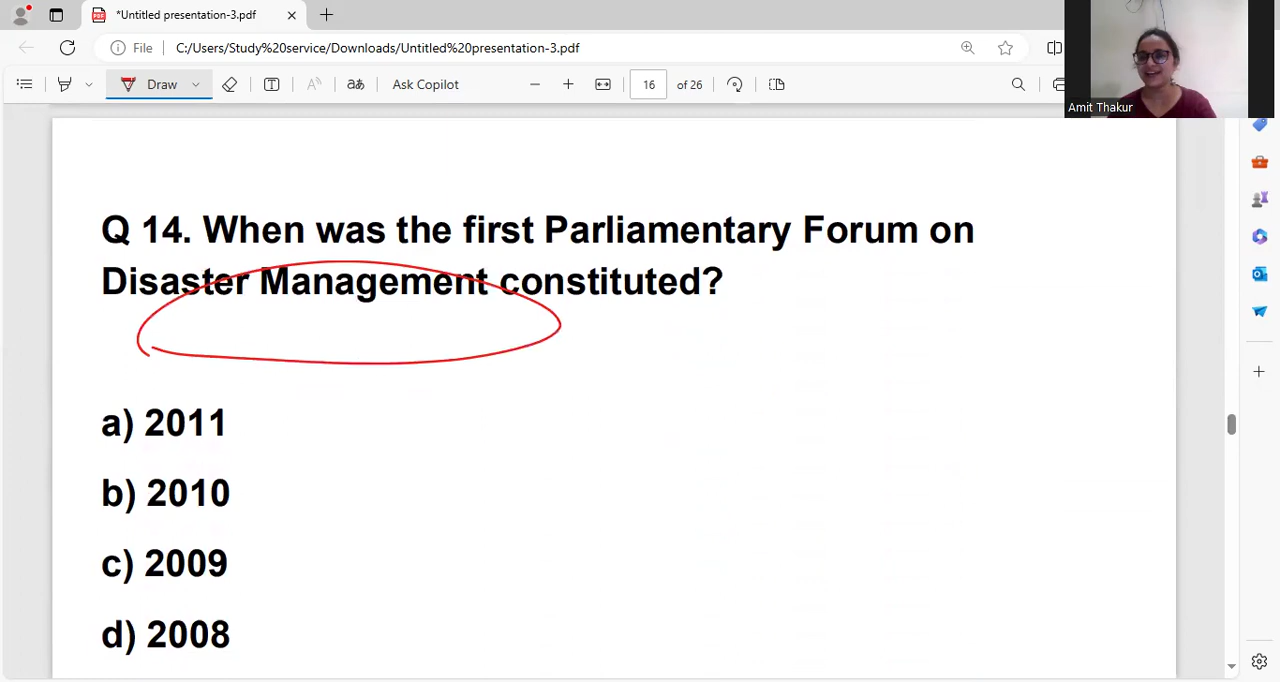 *Untitled presentation-3.pdf
File
C:/Users/Study%20service/Downloads/Untitled%20presentation-3.pdf
Draw
Ask Copilot
16
of 26
Amit Thakur
Q 14. When was the first Parliamentary Forum on
Disaster Management constituted?
a) 2011
b) 2010
c) 2009
d) 2008